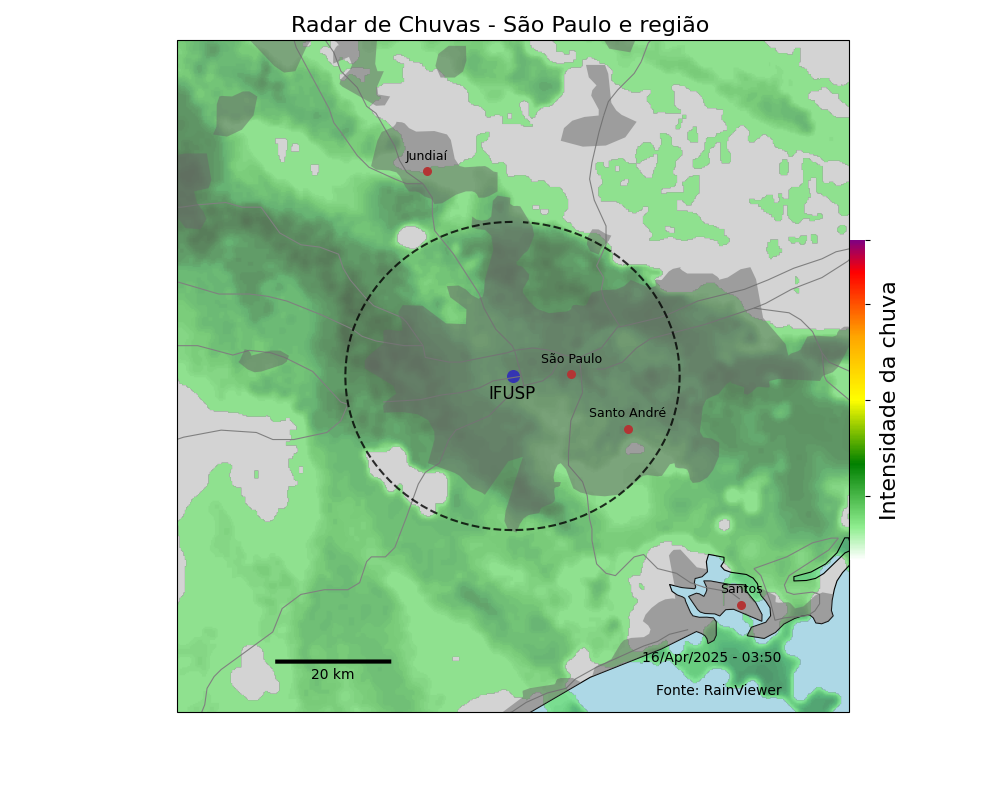 Radar de Chuvas - São Paulo e região
Jundiaí
São Paulo
IFUSP
Santo André
Intensidade da chuva
Santos
16/Apr/2025 - 03:50
20 km
Fonte: RainViewer